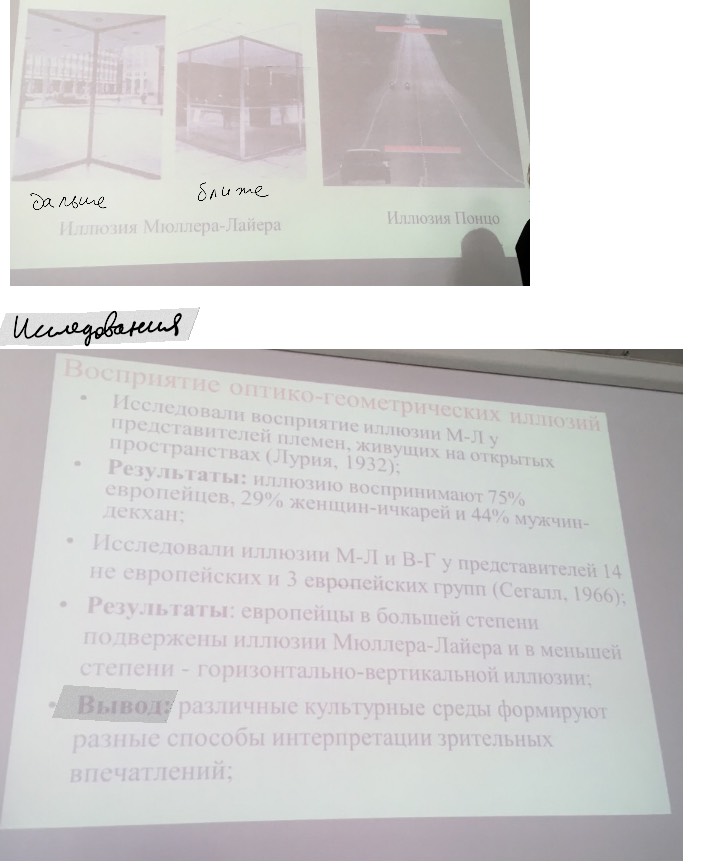 дальше
ближе
Иллюзия Мюллера-Лайера
Иллюзия Понцо
Исследования
Восприятие оптико-геометрических иллюзий
• Исследовали восприятие иллюзии М-Л у
представителей племен, живущих на открытых
пространствах (Лурия, 1932);
• Результаты: иллюзию воспринимают 75%
европейцев, 29% женщин-ичкарей и 44% мужчин-
декхан;
• Исследовали иллюзии М-Л и В-Г у представителей 14
не европейских и 3 европейских групп (Сегалл, 1966);
• Результаты: европейцы в большей степени
подвержены иллюзии Мюллера-Лайера и в меньшей
степени - горизонтально-вертикальной иллюзии;
• Вывод: различные культурные среды формируют
разные способы интерпретации зрительных
впечатлений;